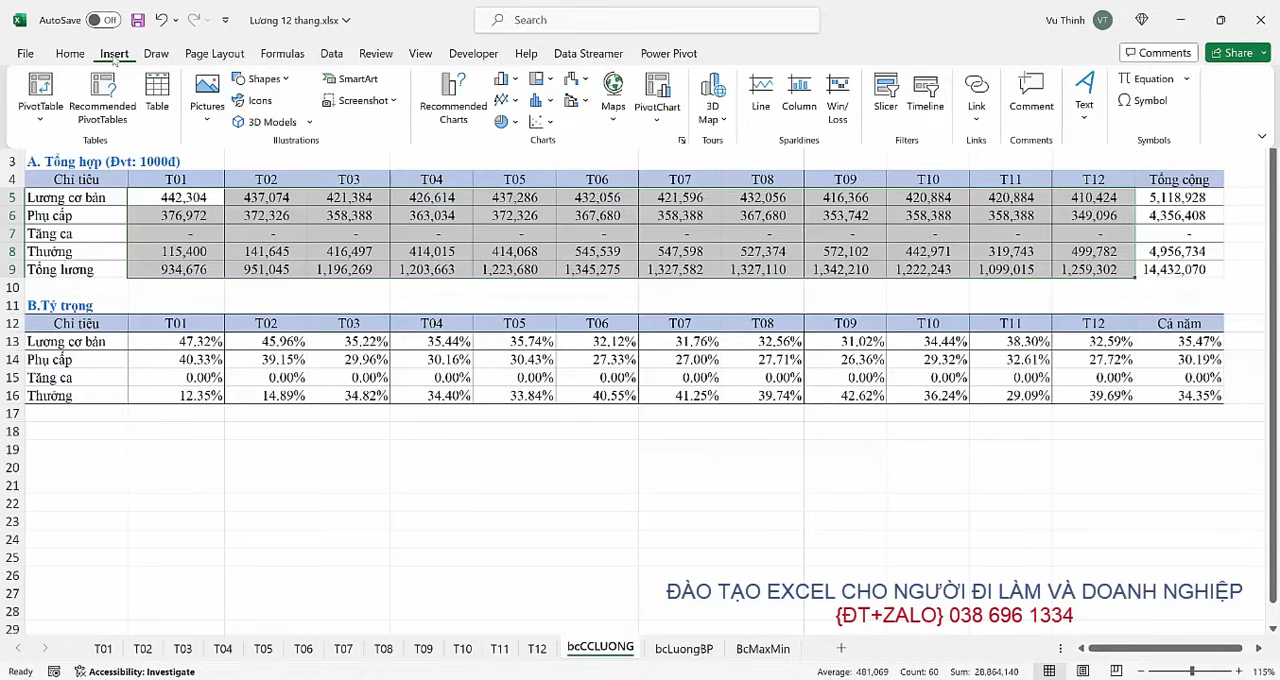 AutoSave Off Lương 12 thang.xlsx Search Vu Thinh VT
File Home Insert Draw Page Layout Formulas Data Review View Developer Help Data Streamer Power Pivot Comments Share
PivotTable Recommended PivotTables Table Pictures Shapes Icons 3D Models SmartArt Screenshot Recommended Charts Maps PivotChart 3D Map Line Column Win/Loss Slicer Timeline Link Comment Text Equation Symbol
Tables Illustrations Charts Tours Sparklines Filters Links Comments Symbols
3 A. Tổng hợp (Đvt: 1000đ)
4 Chỉ tiêu T01 T02 T03 T04 T05 T06 T07 T08 T09 T10 T11 T12 Tổng cộng
5 Lương cơ bản 442,304 437,074 421,384 426,614 437,286 432,056 421,596 432,056 416,366 420,884 420,884 410,424 5,118,928
6 Phụ cấp 376,972 372,326 358,388 363,034 372,326 367,680 358,388 367,680 353,742 358,388 358,388 349,096 4,356,408
7 Tăng ca - - - - - - - - - - - - -
8 Thưởng 115,400 141,645 416,497 414,015 414,068 545,539 547,598 527,374 572,102 442,971 319,743 499,782 4,956,734
9 Tổng lương 934,676 951,045 1,196,269 1,203,663 1,223,680 1,345,275 1,327,582 1,327,110 1,342,210 1,222,243 1,099,015 1,259,302 14,432,070
10
11 B.Tỷ trọng
12 Chỉ tiêu T01 T02 T03 T04 T05 T06 T07 T08 T09 T10 T11 T12 Cả năm
13 Lương cơ bản 47.32% 45.96% 35.22% 35.44% 35.74% 32.12% 31.76% 32.56% 31.02% 34.44% 38.30% 32.59% 35.47%
14 Phụ cấp 40.33% 39.15% 29.96% 30.16% 30.43% 27.33% 27.00% 27.71% 26.36% 29.32% 32.61% 27.72% 30.19%
15 Tăng ca 0.00% 0.00% 0.00% 0.00% 0.00% 0.00% 0.00% 0.00% 0.00% 0.00% 0.00% 0.00% 0.00%
16 Thưởng 12.35% 14.89% 34.82% 34.40% 33.84% 40.55% 41.25% 39.74% 42.62% 36.24% 29.09% 39.69% 34.35%
17
18
19
20
21
22
23
24
25
26
27
28
29
ĐÀO TẠO EXCEL CHO NGƯỜI ĐI LÀM VÀ DOANH NGHIỆP
{ĐT+ZALO} 038 696 1334
T01 T02 T03 T04 T05 T06 T07 T08 T09 T10 T11 T12 bcCCLUONG bcLuongBP BcMaxMin
Ready Accessibility: Investigate Average: 481,069 Count: 60 Sum: 28,864,140 115%